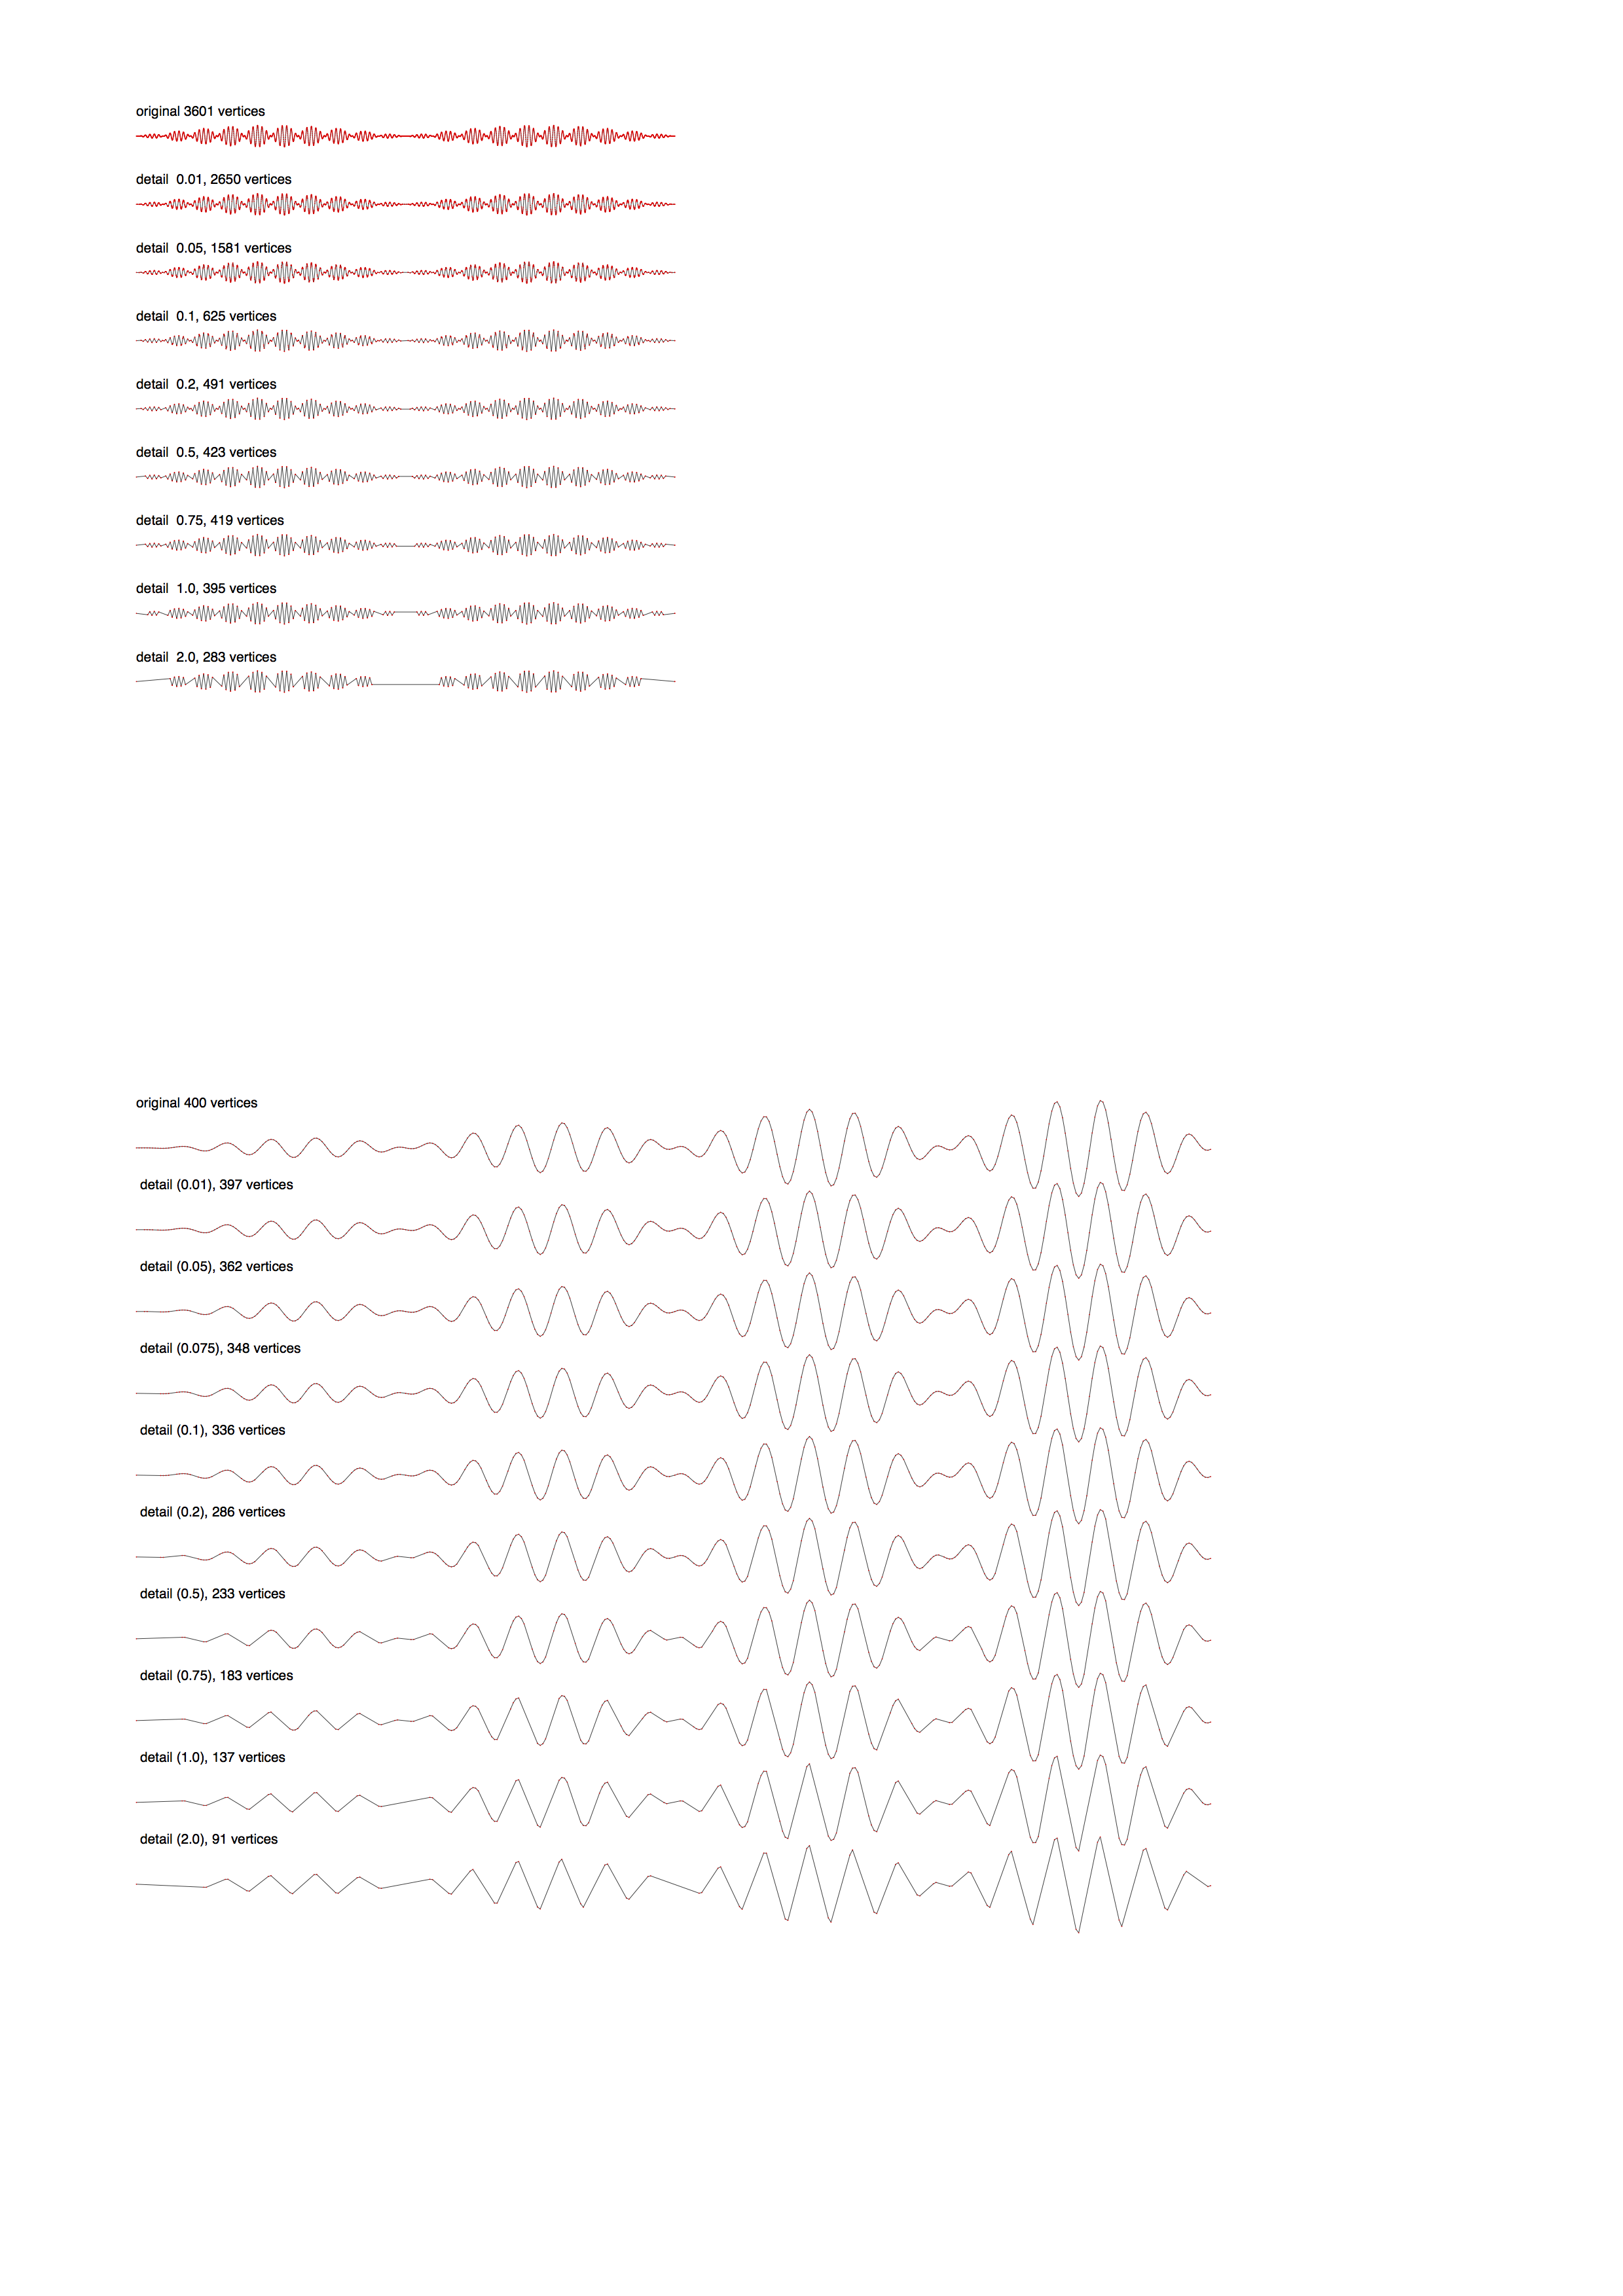 original 3601 vertices
detail  0.01, 2650 vertices
detail  0.05, 1581 vertices
detail  0.1, 625 vertices
detail  0.2, 491 vertices
detail  0.5, 423 vertices
detail  0.75, 419 vertices
detail  1.0, 395 vertices
detail  2.0, 283 vertices
original 400 vertices
detail (0.01), 397 vertices
detail (0.05), 362 vertices
detail (0.075), 348 vertices
detail (0.1), 336 vertices
detail (0.2), 286 vertices
detail (0.5), 233 vertices
detail (0.75), 183 vertices
detail (1.0), 137 vertices
detail (2.0), 91 vertices